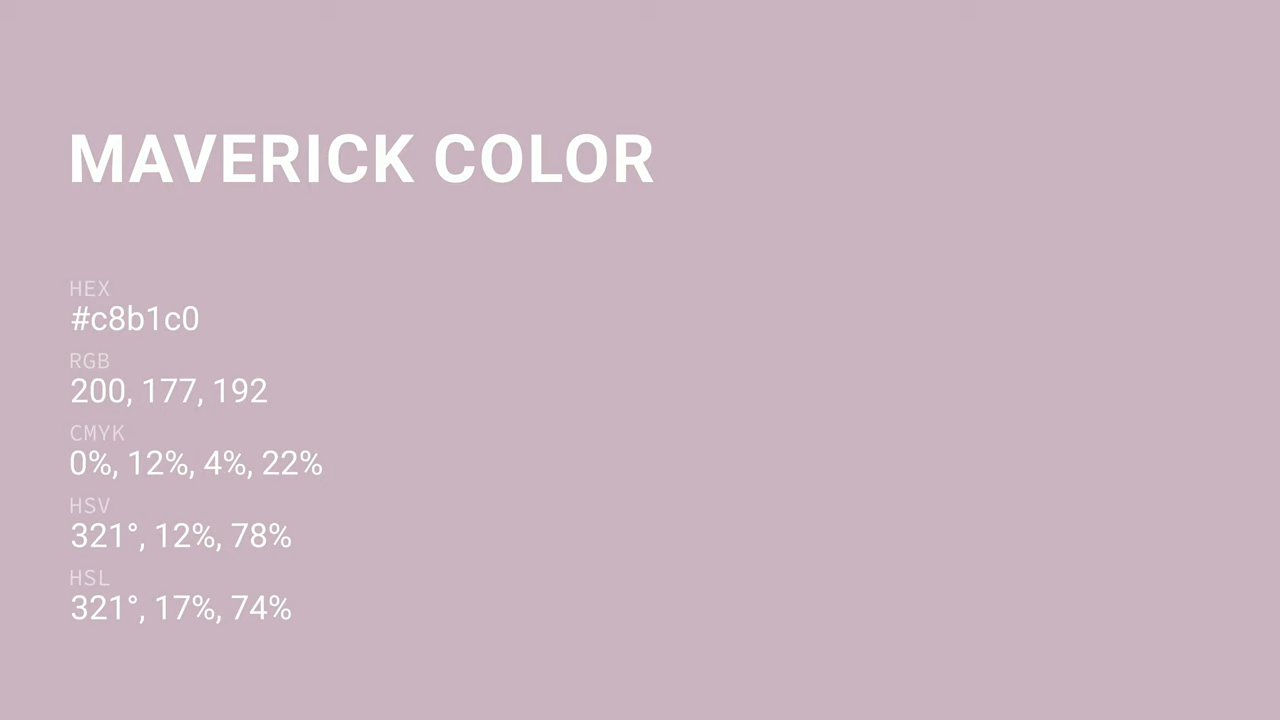 MAVERICK COLOR
HEX
#c8b1c0
RGB
200, 177, 192
CMYK
0%, 12%, 4%, 22%
HSV
321°, 12%, 78%
HSL
321°, 17%, 74%